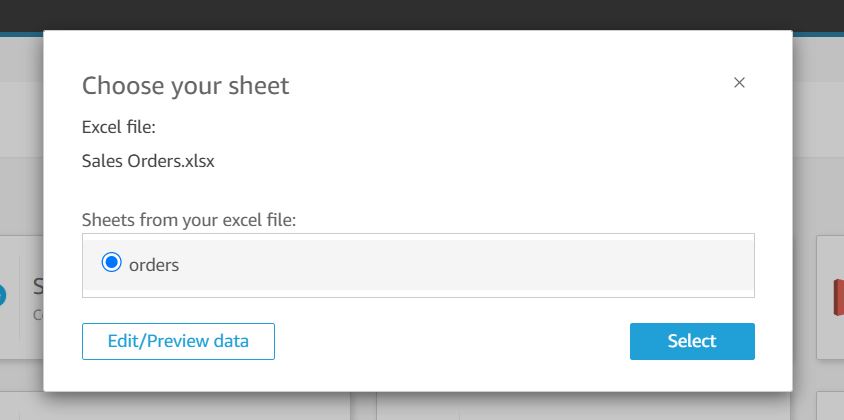 Choose your sheet
Excel file:
Sales Orders.xlsx
Sheets from your excel file:
orders
Edit/Preview data
Select